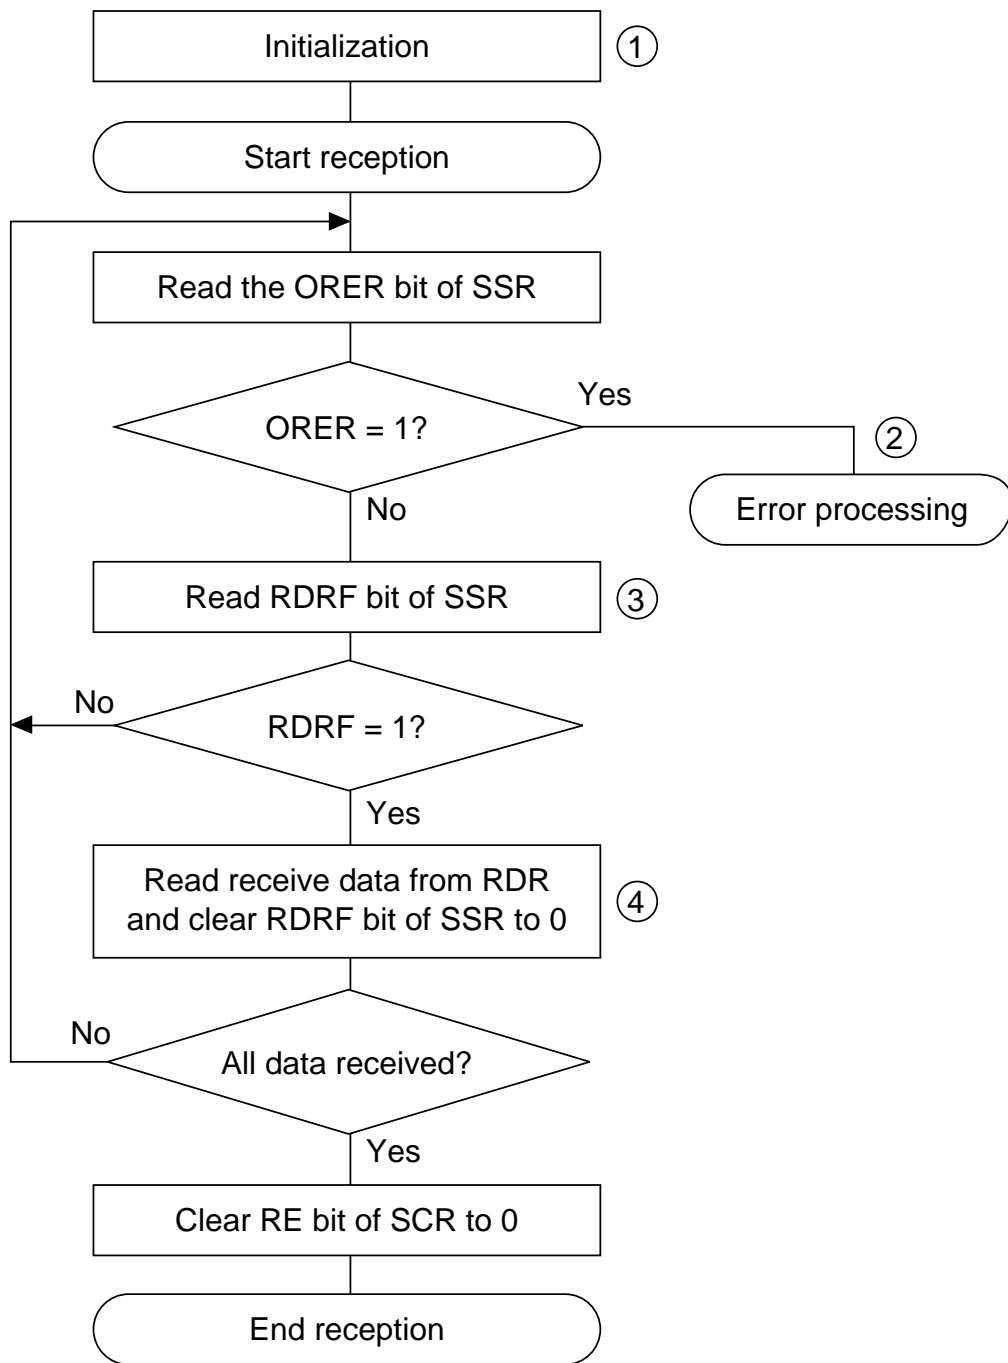 Initialization
1
Start reception
Read the ORER bit of SSR
ORER = 1?
Yes
2
Error processing
No
Read RDRF bit of SSR
3
No
RDRF = 1?
Yes
Read receive data from RDR
and clear RDRF bit of SSR to 0
4
No
All data received?
Yes
Clear RE bit of SCR to 0
End reception